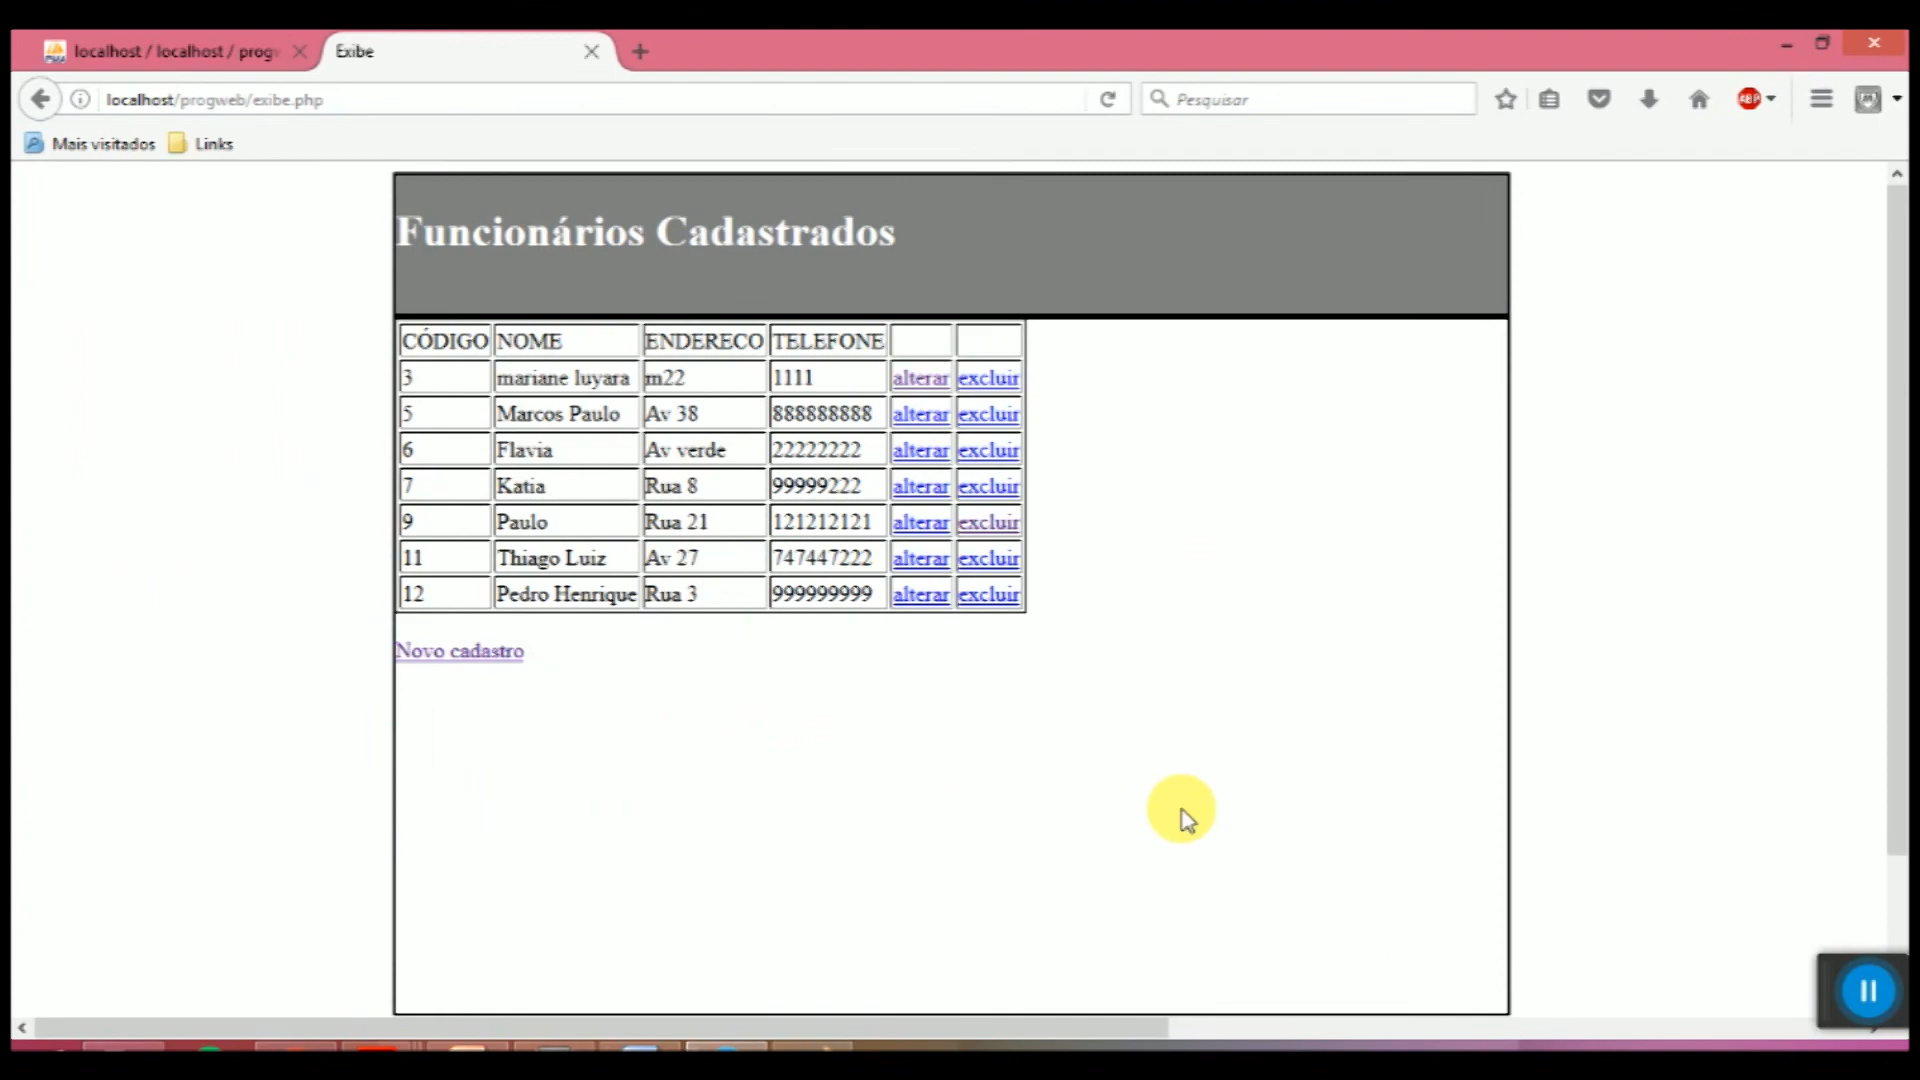 localhost / localhost / prog
Exibe
localhost/progweb/exibe.php
Pesquisar
ABP
Mais visitados
Links
Funcionários Cadastrados
CÓDIGO NOME ENDERECO TELEFONE
3 mariane luyara m22 1111 alterar excluir
5 Marcos Paulo Av 38 888888888 alterar excluir
6 Flavia Av verde 22222222 alterar excluir
7 Katia Rua 8 99999222 alterar excluir
9 Paulo Rua 21 121212121 alterar excluir
11 Thiago Luiz Av 27 747447222 alterar excluir
12 Pedro Henrique Rua 3 999999999 alterar excluir
Novo cadastro